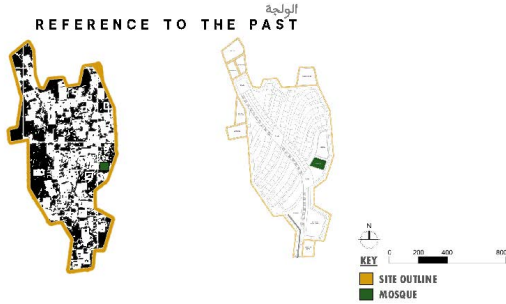 الولجة
REFERENCE TO THE PAST
N
KEY
0 200 400 800
SITE OUTLINE
MOSQUE